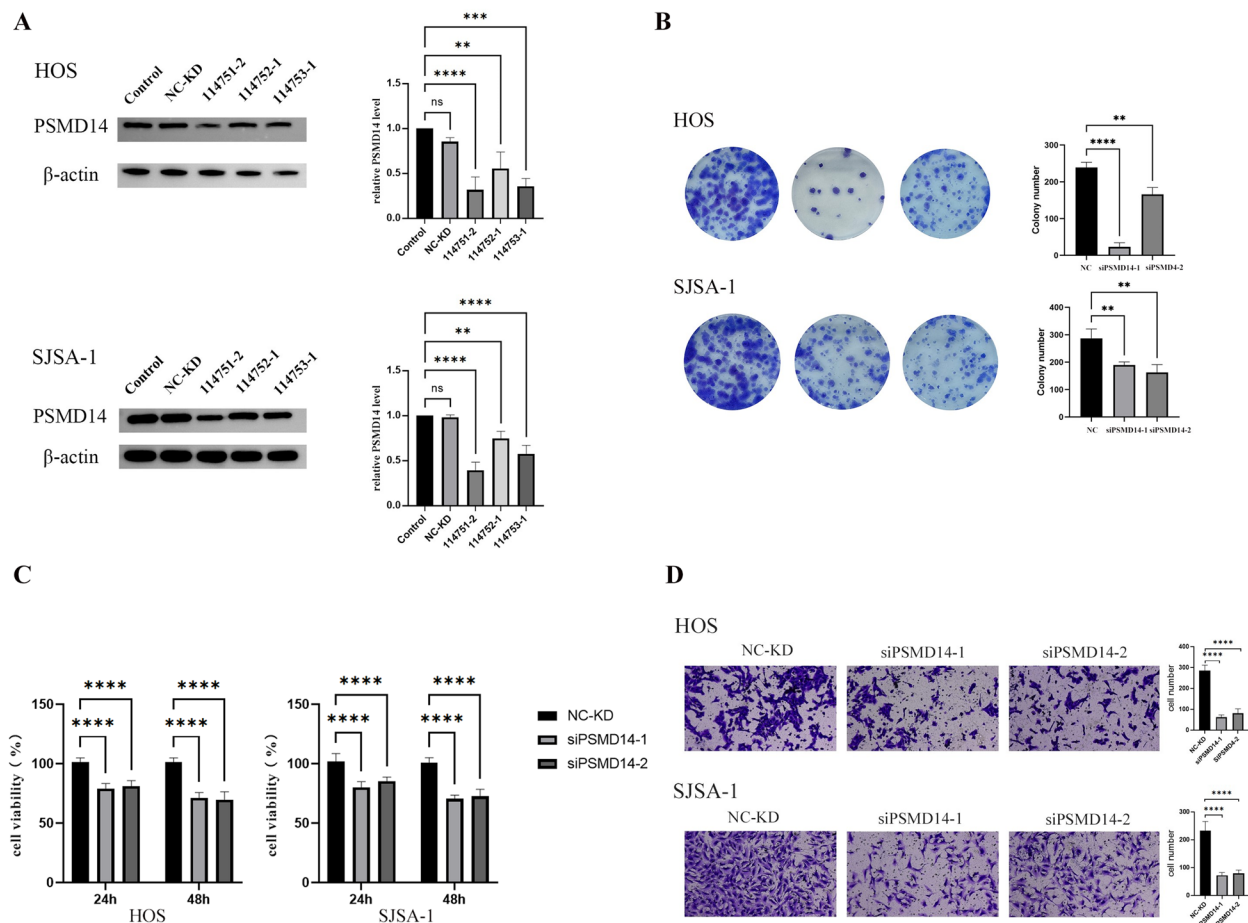 A
HOS
Control
NC-KD
114751-2
114752-1
114753-1
PSMD14
β-actin
relative PSMD14 level
1.5
1.0
0.5
0.0
ns
****
**
***
Control
NC-KD
114751-2
114752-1
114753-1
SJSA-1
Control
NC-KD
114751-2
114752-1
114753-1
PSMD14
β-actin
relative PSMD14 level
1.5
1.0
0.5
0.0
ns
****
**
****
Control
NC-KD
114751-2
114752-1
114753-1
B
HOS
Colony number
300
200
100
0
****
**
NC
siPSMD14-1
siPSMD4-2
SJSA-1
Colony number
400
300
200
100
0
**
**
NC
siPSMD14-1
siPSMD14-2
C
cell viability (%)
150
100
50
0
****
****
****
****
24h
48h
HOS
cell viability (%)
150
100
50
0
****
****
****
****
24h
48h
SJSA-1
NC-KD
siPSMD14-1
siPSMD14-2
D
HOS
NC-KD
siPSMD14-1
siPSMD14-2
cell number
400
300
200
100
0
****
****
NC-KD
siPSMD14-1
SiPSMD4-2
SJSA-1
NC-KD
siPSMD14-1
siPSMD14-2
cell number
300
200
100
0
****
****
NC-KD